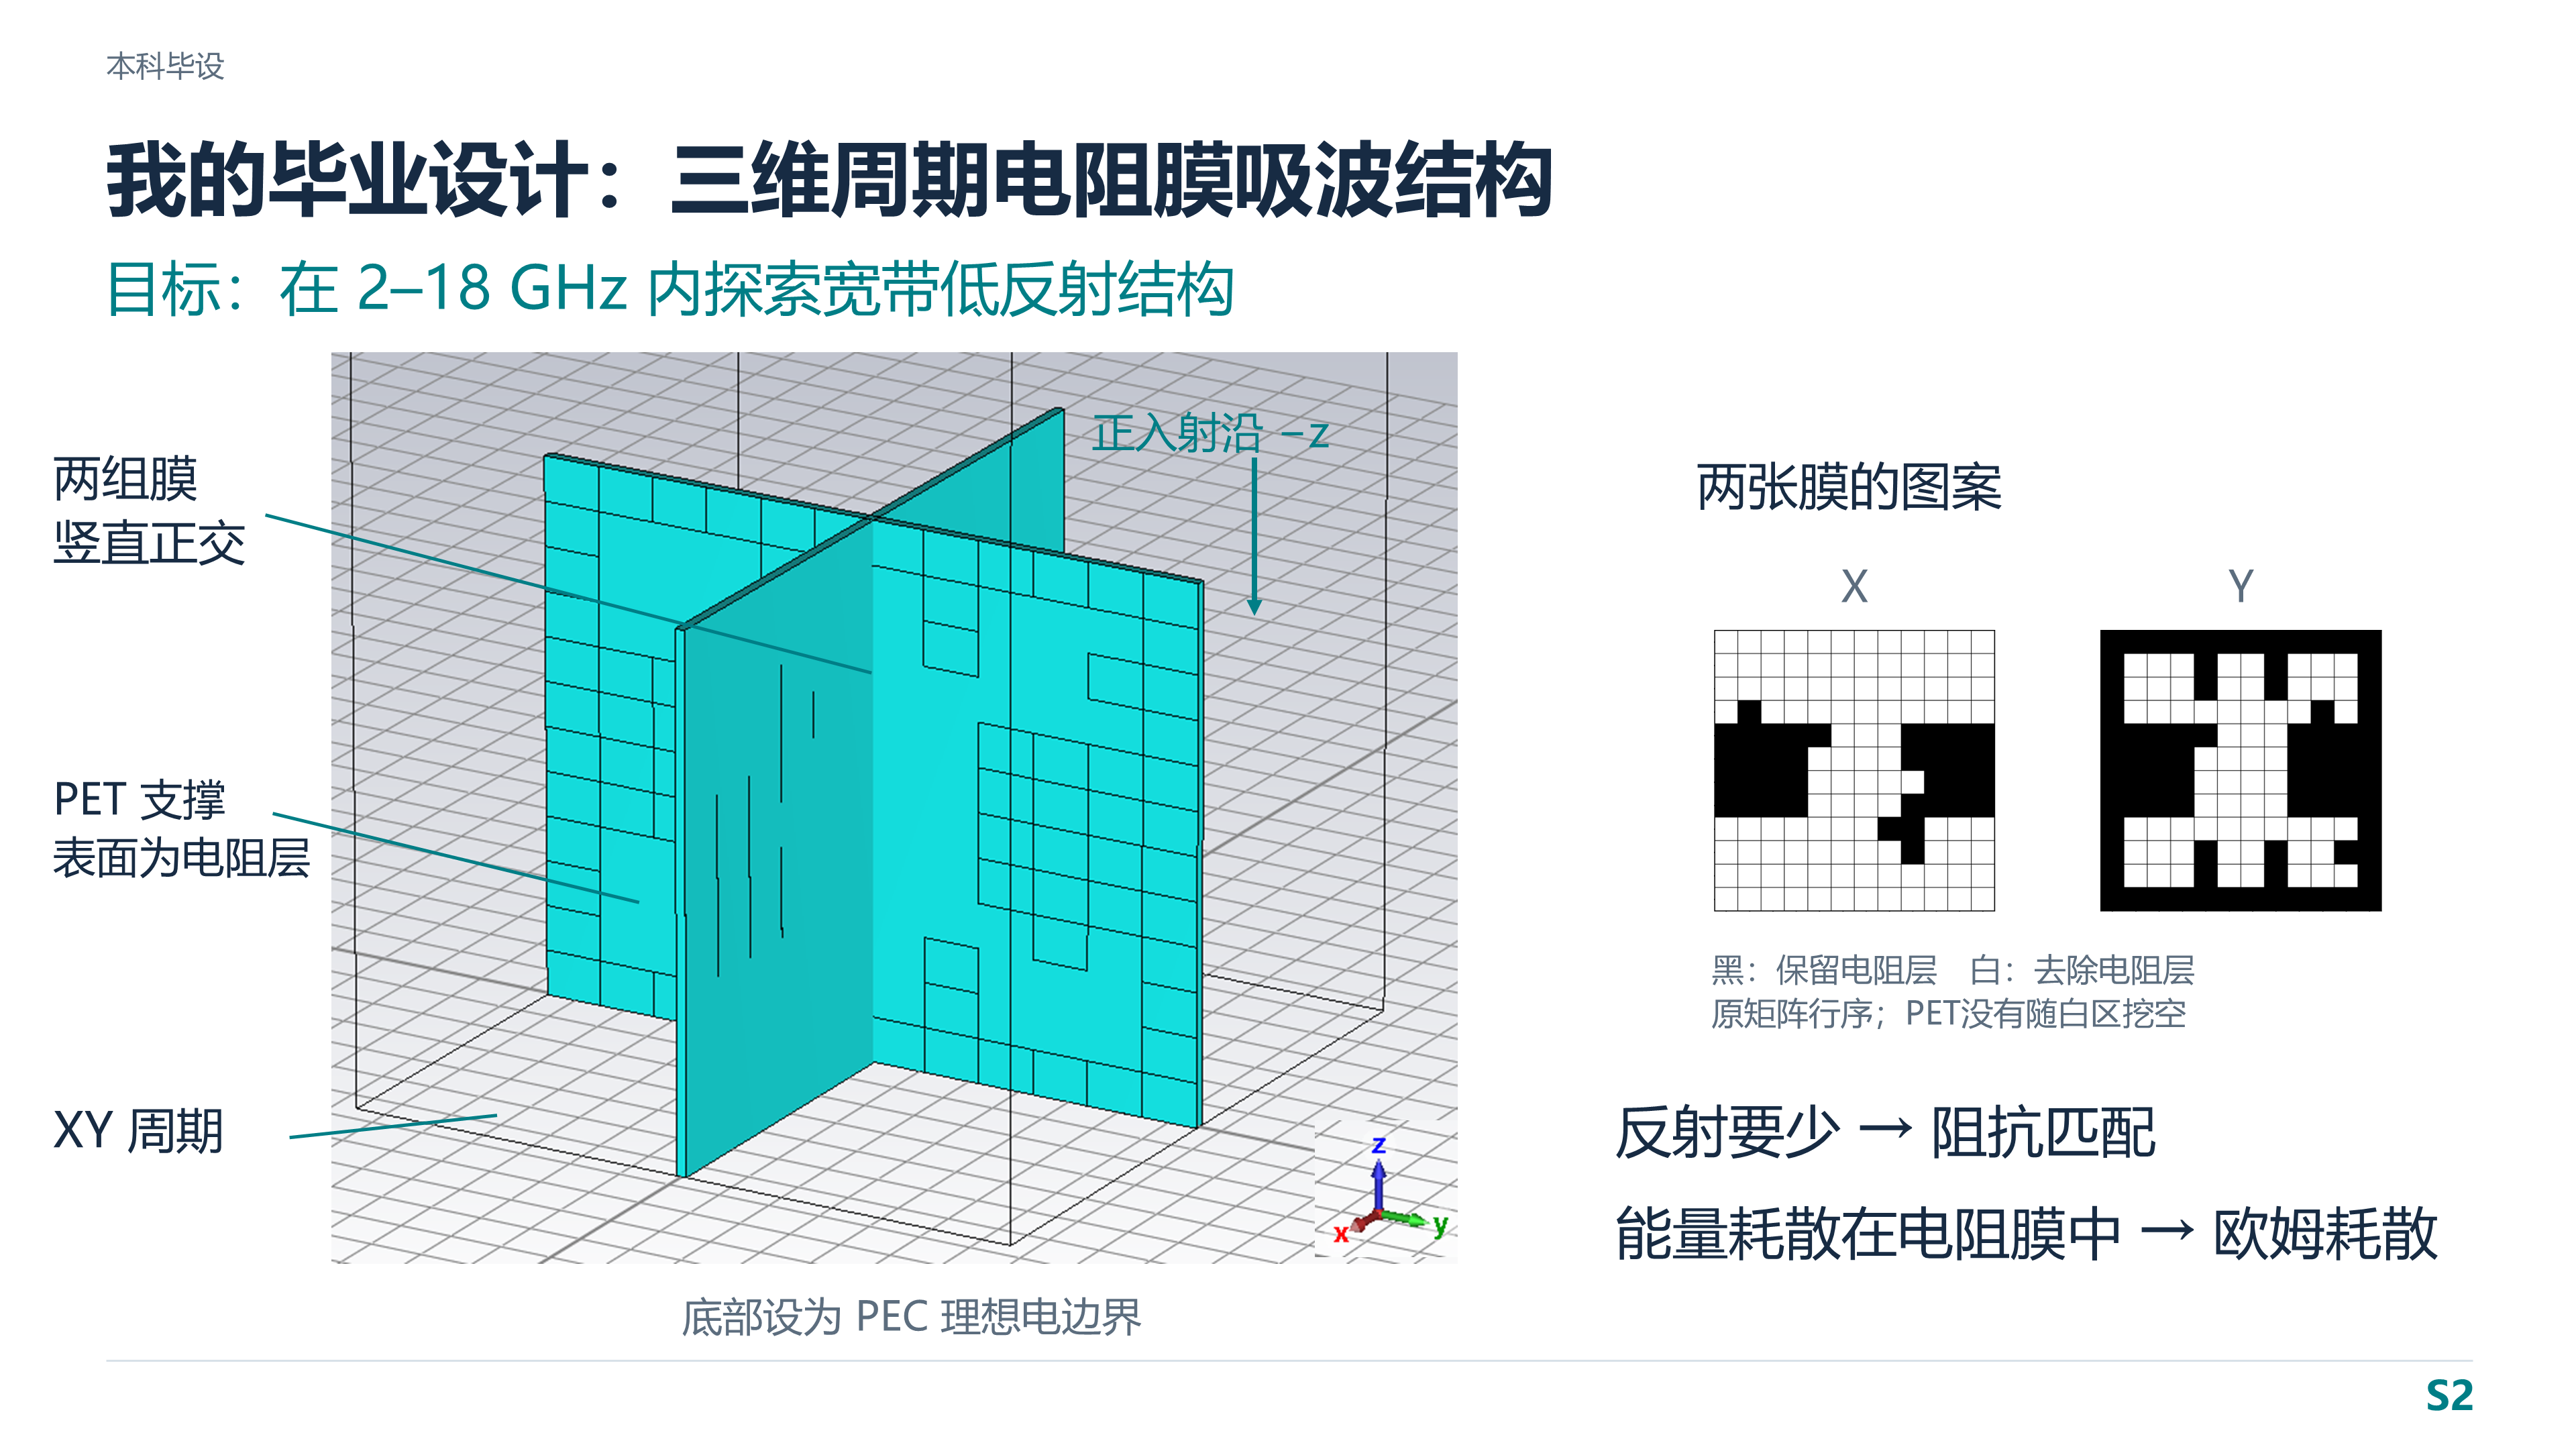 本科毕设
我的毕业设计：三维周期电阻膜吸波结构
目标：在 2–18 GHz 内探索宽带低反射结构
正入射沿 −z
两组膜
竖直正交
PET 支撑
表面为电阻层
XY 周期
z
x
y
底部设为 PEC 理想电边界
两张膜的图案
X
Y
黑：保留电阻层 白：去除电阻层
原矩阵行序；PET没有随白区挖空
反射要少 → 阻抗匹配
能量耗散在电阻膜中 → 欧姆耗散
S2